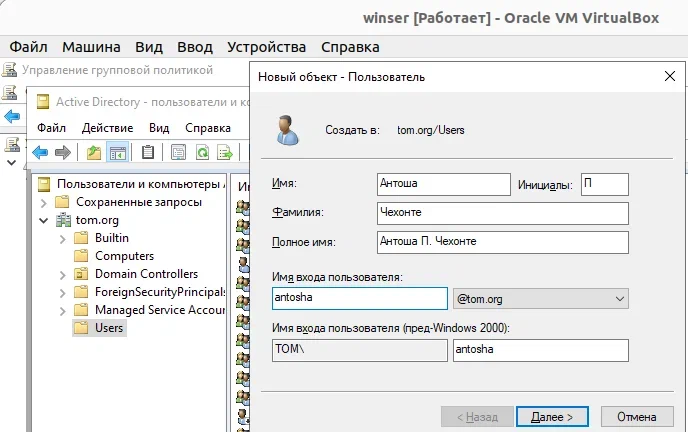 winser [Работает] - Oracle VM VirtualBox
Файл Машина Вид Ввод Устройства Справка
Управление групповой политикой
Новый объект - Пользователь
Active Directory - пользователи и ко
Файл Действие Вид Справка
Создать в: tom.org/Users
Пользователи и компьютеры
Сохраненные запросы
tom.org
Builtin
Computers
Domain Controllers
ForeignSecurityPrincipals
Managed Service Accou
Users
Имя: Антоша Инициалы: П
Фамилия: Чехонте
Полное имя: Антоша П. Чехонте
Имя входа пользователя:
antosha @tom.org
Имя входа пользователя (пред-Windows 2000):
TOM\ antosha
< Назад Далее > Отмена